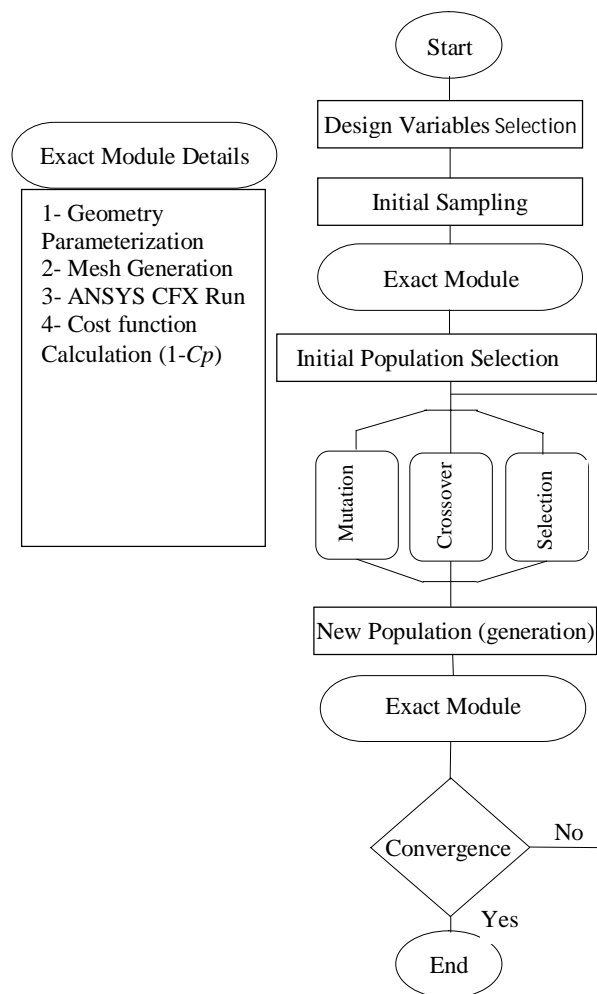 Start
Design Variables Selection
Exact Module Details
1- Geometry
Parameterization
2- Mesh Generation
3- ANSYS CFX Run
4- Cost function
Calculation (1-Cp)
Initial Sampling
Exact Module
Initial Population Selection
Mutation
Crossover
Selection
New Population (generation)
Exact Module
Convergence
No
Yes
End